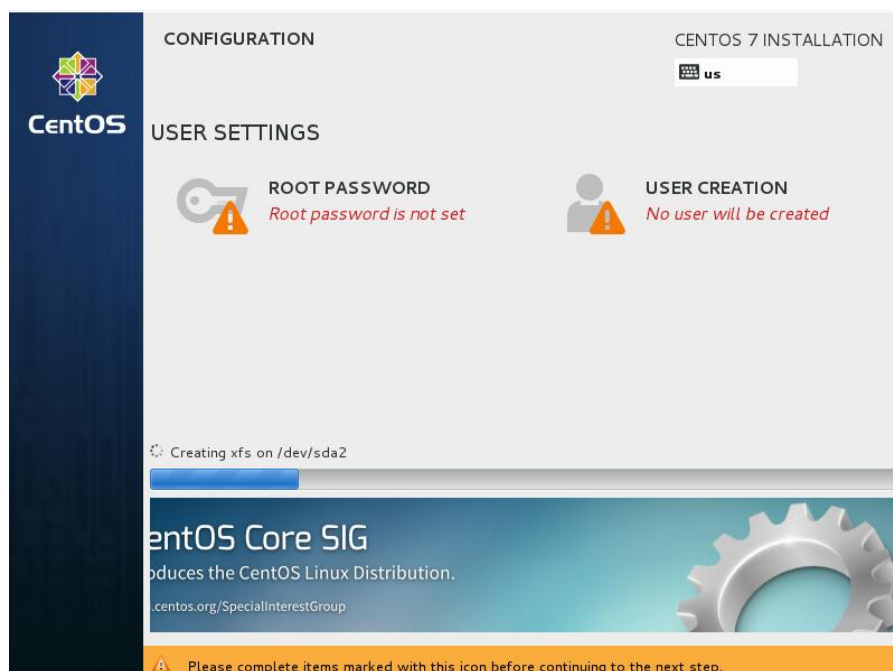 CONFIGURATION
CENTOS 7 INSTALLATION
us
CentOS
USER SETTINGS
ROOT PASSWORD
Root password is not set
USER CREATION
No user will be created
Creating xfs on /dev/sda2
entOS Core SIG
oduces the CentOS Linux Distribution.
.centos.org/SpecialInterestGroup
Please complete items marked with this icon before continuing to the next step.